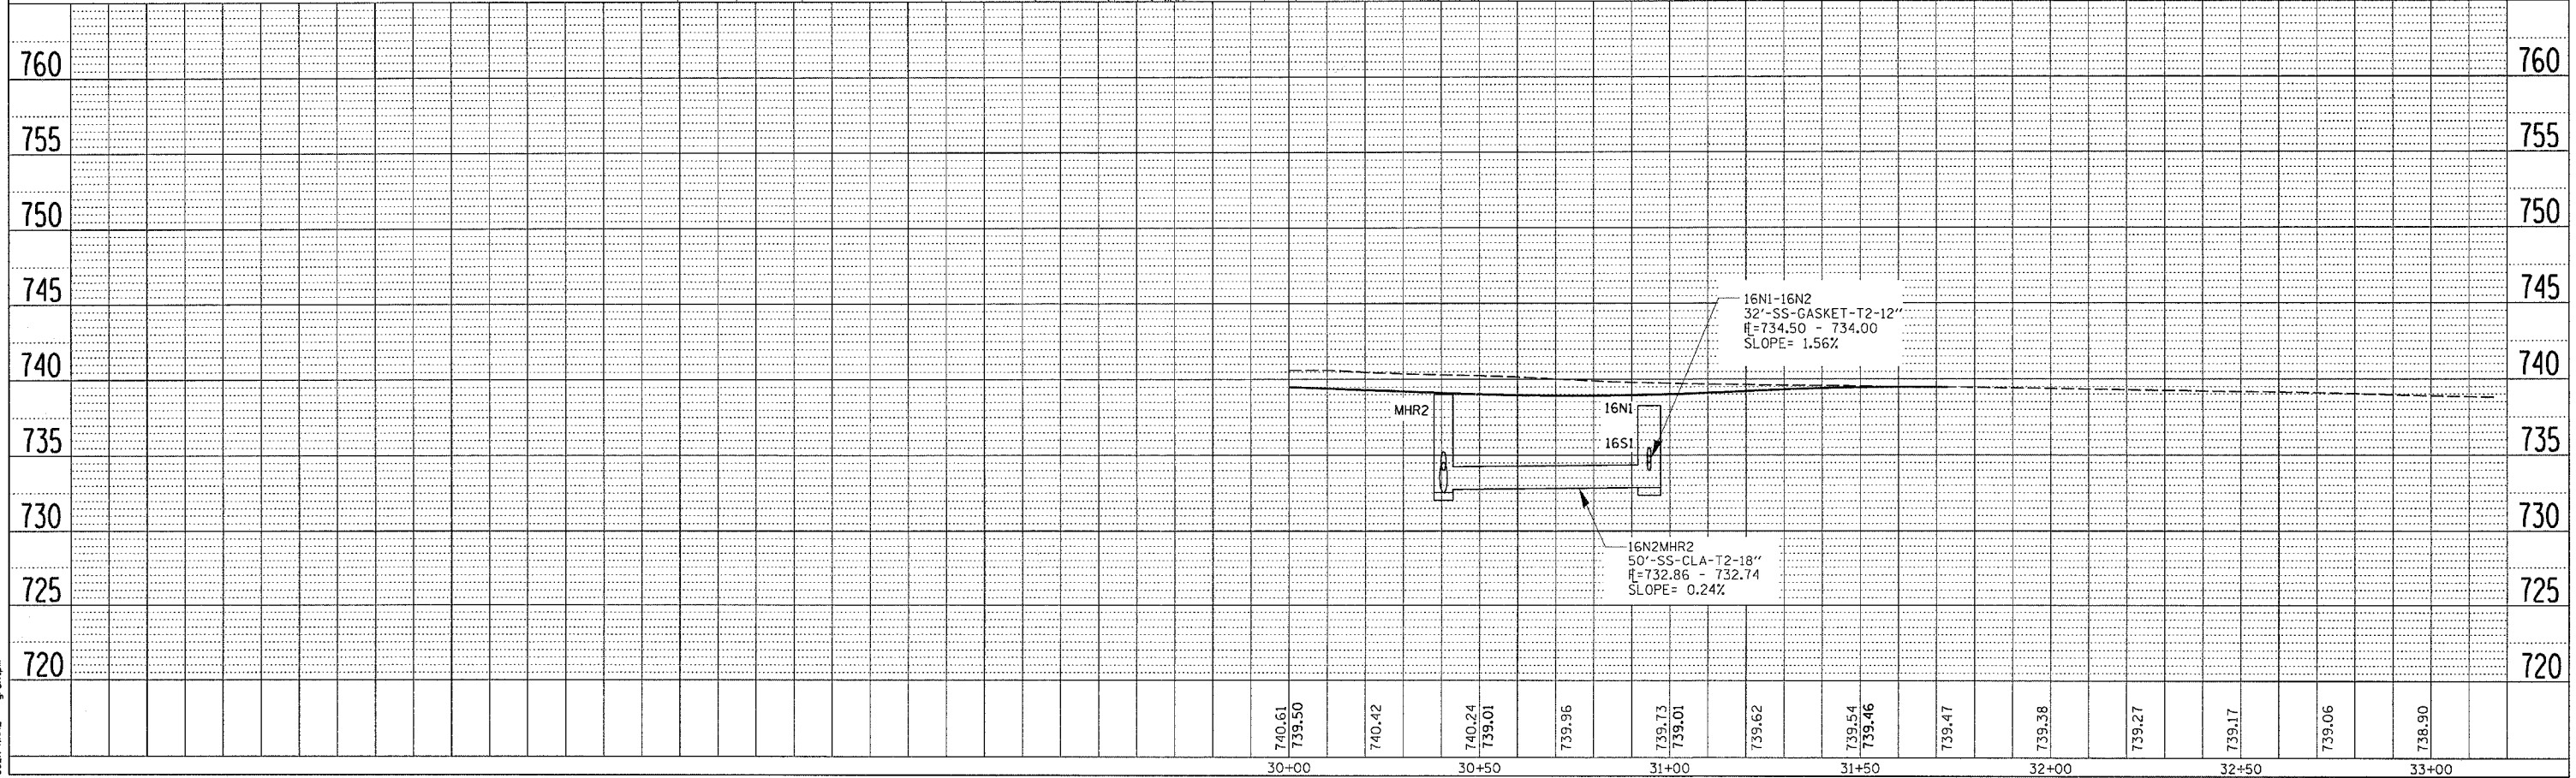 760 760
755 755
750 750
745 745
16N1-16N2
32'-SS-GASKET-T2-12"
FL=734.50 - 734.00
SLOPE= 1.56%
740 740
MHR2 16N1
735 16S1 735
730 730
16N2MHR2
50'-SS-CLA-T2-18"
FL=732.86 - 732.74
SLOPE= 0.24%
725 725
720 720
740.61 739.50 740.42 740.24 739.01 739.96 739.73 739.01 739.62 739.54 739.46 739.47 739.38 739.27 739.17 739.06 738.90
30+00 30+50 31+00 31+50 32+00 32+50 33+00